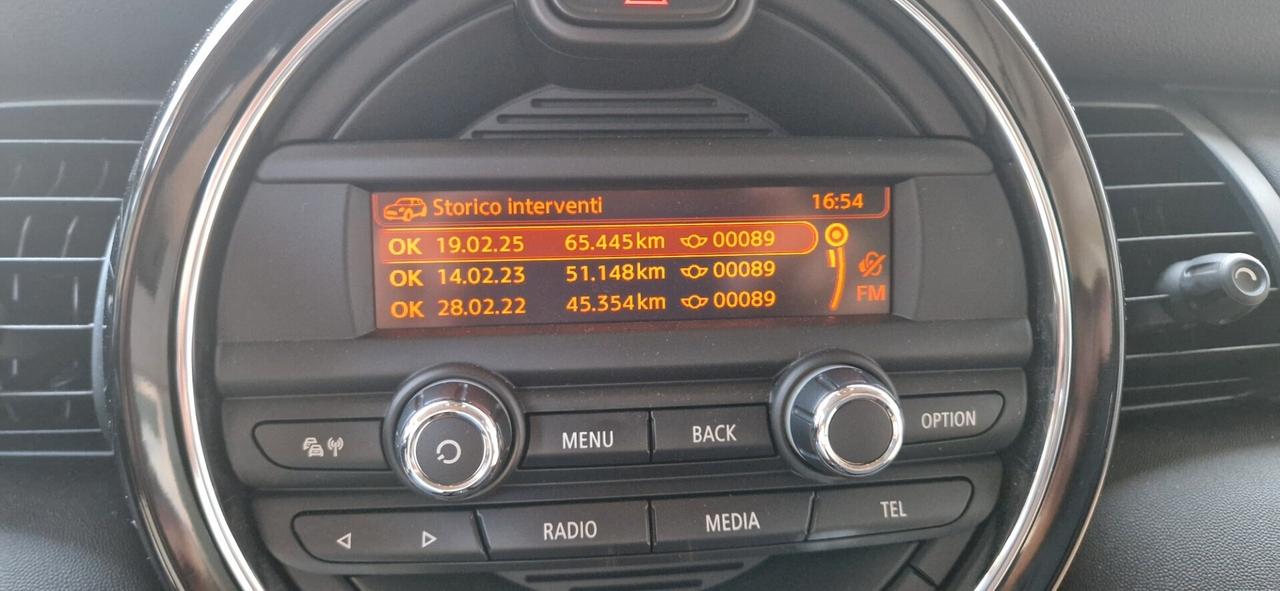 Storico interventi 16:54
OK 19.02.25 65.445km 00089
OK 14.02.23 51.148km 00089
OK 28.02.22 45.354km 00089
FM
MENU BACK OPTION
RADIO MEDIA TEL